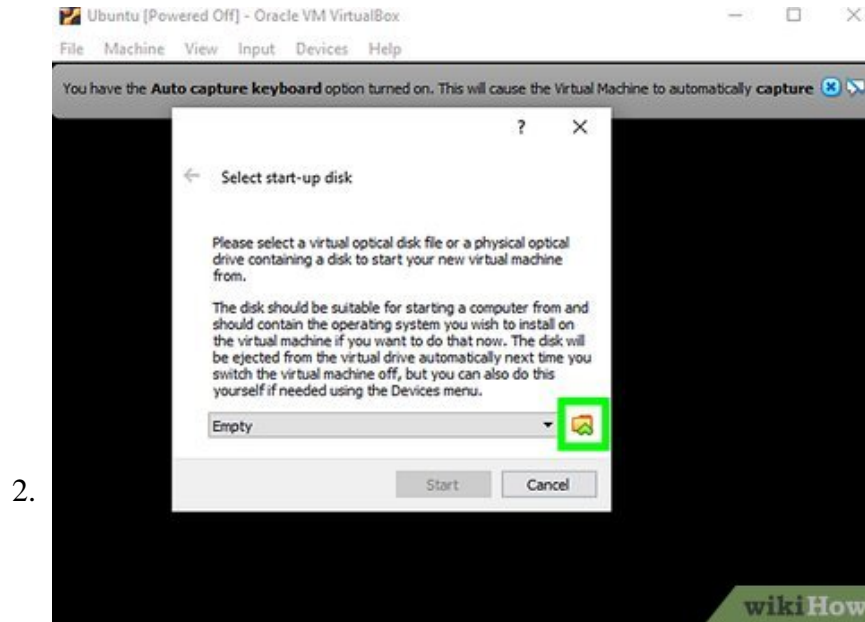 Ubuntu [Powered Off] - Oracle VM VirtualBox
File Machine View Input Devices Help
You have the Auto capture keyboard option turned on. This will cause the Virtual Machine to automatically capture
Select start-up disk
Please select a virtual optical disk file or a physical optical
drive containing a disk to start your new virtual machine
from.
The disk should be suitable for starting a computer from and
should contain the operating system you wish to install on
the virtual machine if you want to do that now. The disk will
be ejected from the virtual drive automatically next time you
switch the virtual machine off, but you can also do this
yourself if needed using the Devices menu.
Empty
Start Cancel
2.
wikiHow